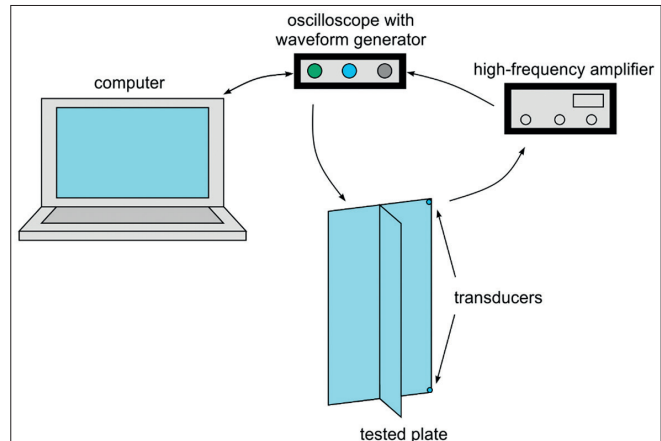 oscilloscope with
waveform generator
high-frequency amplifier
computer
transducers
tested plate